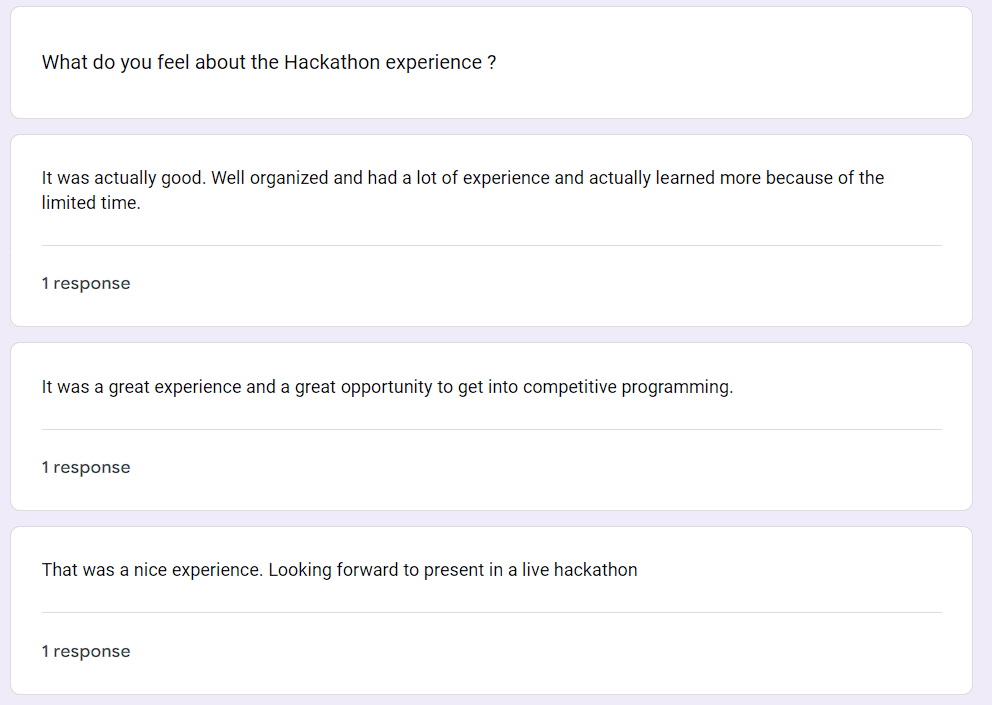 What do you feel about the Hackathon experience ?
It was actually good. Well organized and had a lot of experience and actually learned more because of the
limited time.
1 response
It was a great experience and a great opportunity to get into competitive programming.
1 response
That was a nice experience. Looking forward to present in a live hackathon
1 response